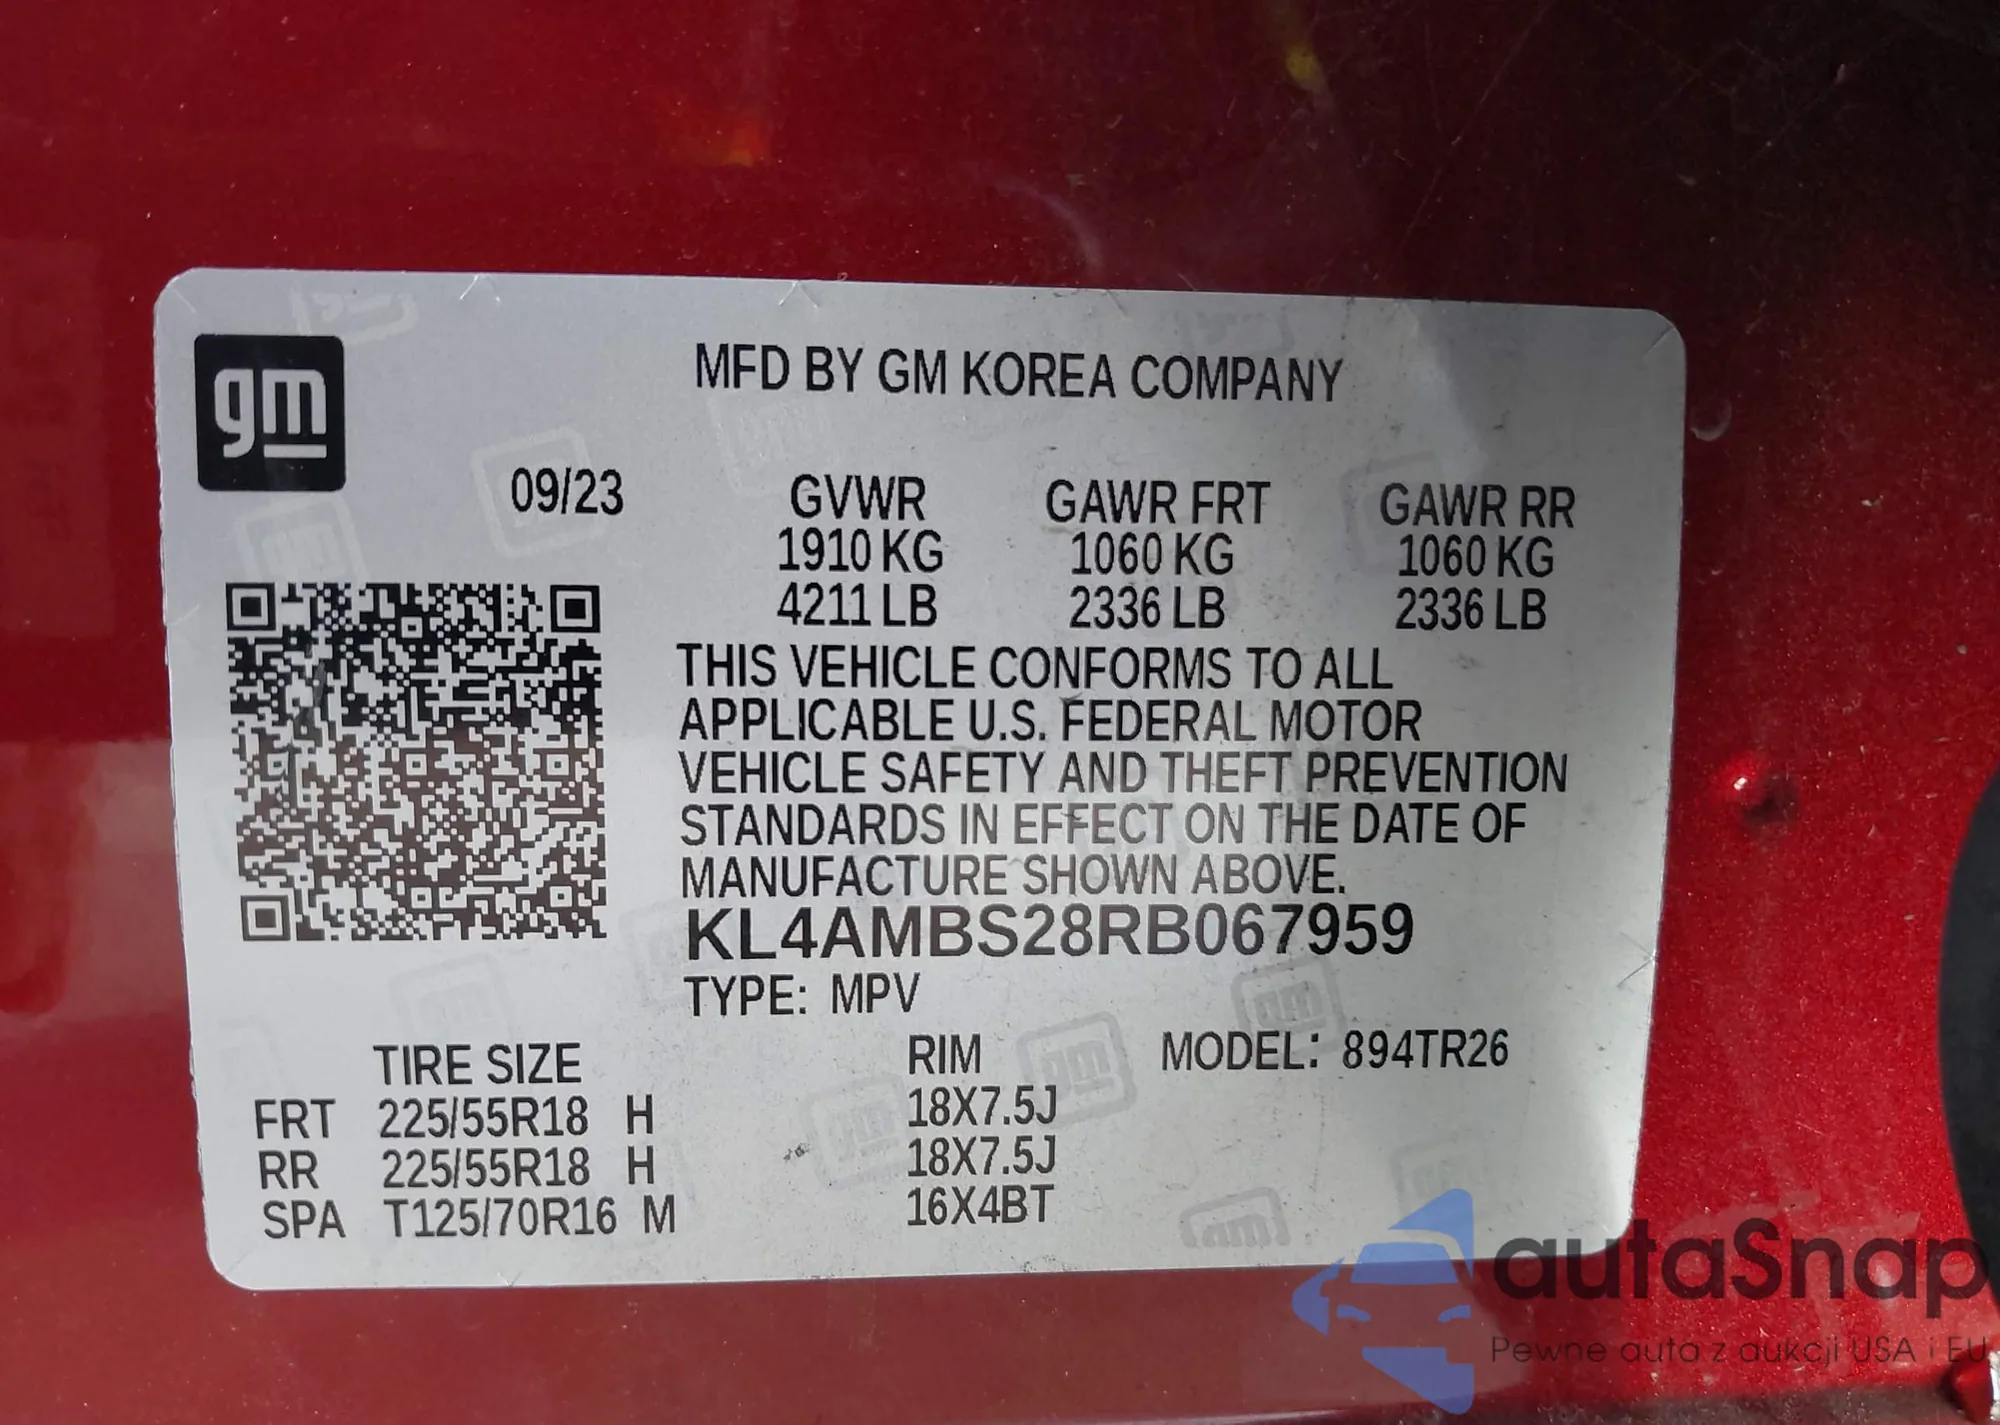 gm
MFD BY GM KOREA COMPANY
09/23 GVWR GAWR FRT GAWR RR
1910 KG 1060 KG 1060 KG
4211 LB 2336 LB 2336 LB
THIS VEHICLE CONFORMS TO ALL
APPLICABLE U.S. FEDERAL MOTOR
VEHICLE SAFETY AND THEFT PREVENTION
STANDARDS IN EFFECT ON THE DATE OF
MANUFACTURE SHOWN ABOVE.
KL4AMBS28RB067959
TYPE: MPV
TIRE SIZE RIM MODEL: 894TR26
FRT 225/55R18 H 18X7.5J
RR 225/55R18 H 18X7.5J
SPA T125/70R16 M 16X4BT
autaSnap
Pewne auta z aukcji USA i EU